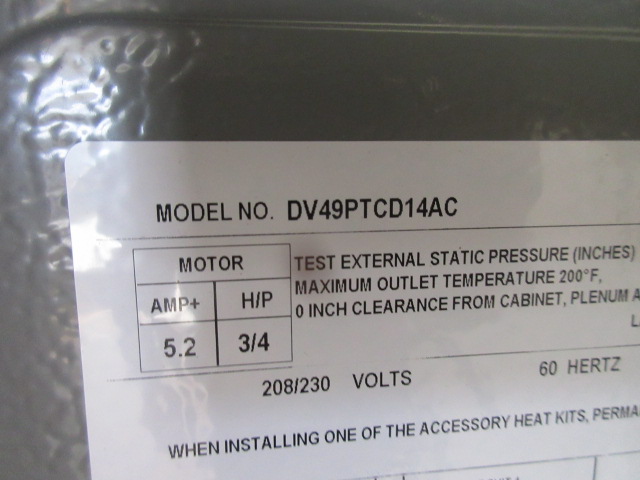 MODEL NO. DV49PTCD14AC
MOTOR
AMP+ H/P
5.2 3/4
TEST EXTERNAL STATIC PRESSURE (INCHES)
MAXIMUM OUTLET TEMPERATURE 200°F,
0 INCH CLEARANCE FROM CABINET, PLENUM A
208/230 VOLTS 60 HERTZ
WHEN INSTALLING ONE OF THE ACCESSORY HEAT KITS, PERMA